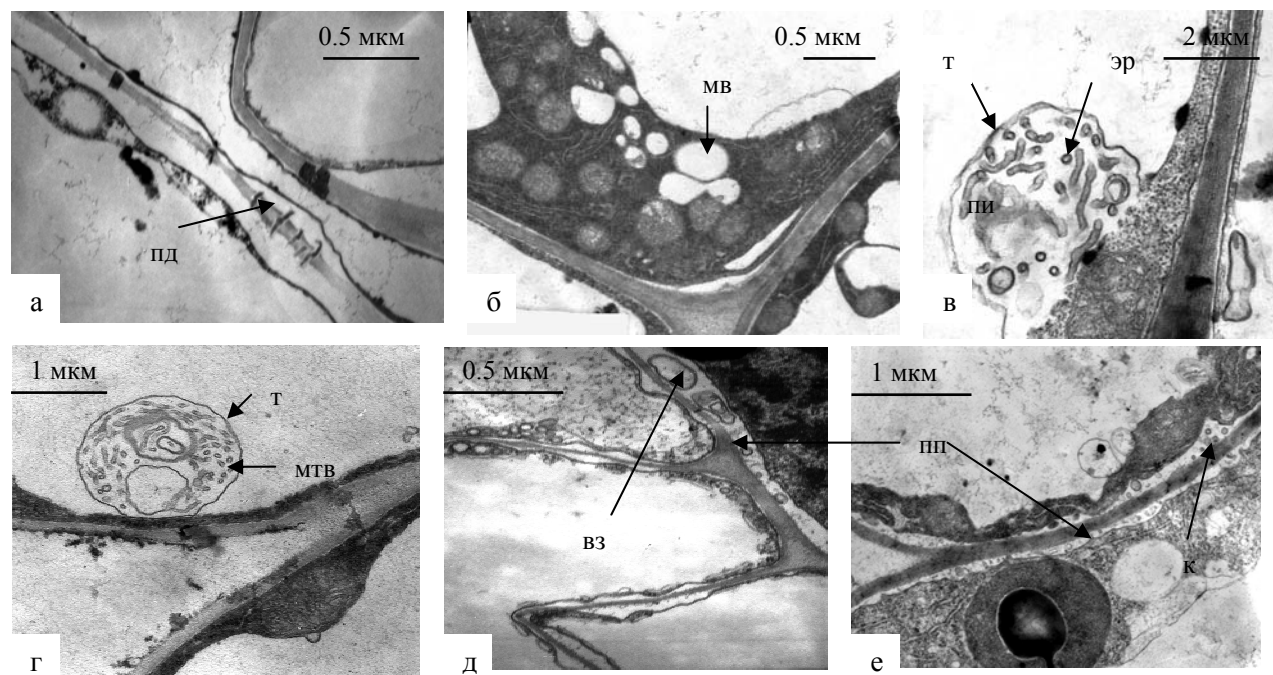 0.5 мкм
пд
а
0.5 мкм
мв
б
2 мкм
т
эр
пи
в
1 мкм
т
мтв
г
0.5 мкм
вз
д
1 мкм
пп
к
е